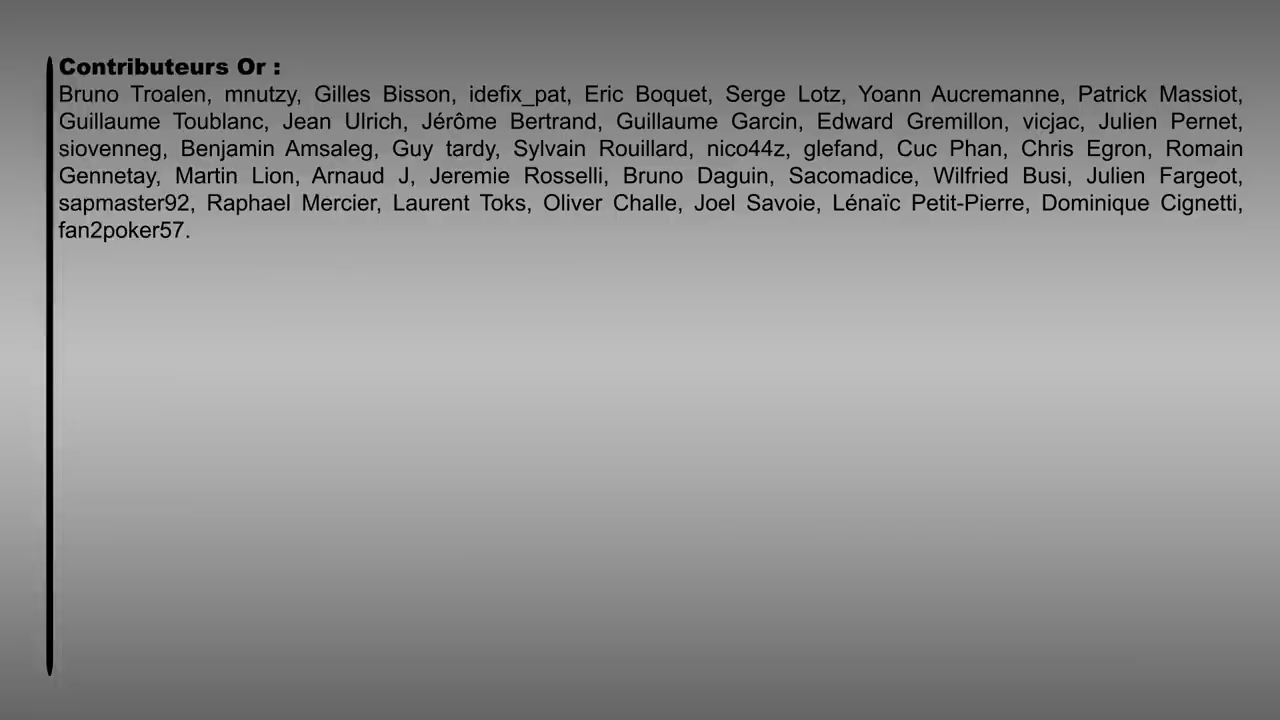 Contributeurs Or :
Bruno Troalen, mnutzy, Gilles Bisson, idefix_pat, Eric Boquet, Serge Lotz, Yoann Aucremanne, Patrick Massiot,
Guillaume Toublanc, Jean Ulrich, Jérôme Bertrand, Guillaume Garcin, Edward Gremillon, vicjac, Julien Pernet,
siovenneg, Benjamin Amsaleg, Guy tardy, Sylvain Rouillard, nico44z, glefand, Cuc Phan, Chris Egron, Romain
Gennetay, Martin Lion, Arnaud J, Jeremie Rosselli, Bruno Daguin, Sacomadice, Wilfried Busi, Julien Fargeot,
sapmaster92, Raphael Mercier, Laurent Toks, Oliver Challe, Joel Savoie, Lénaïc Petit-Pierre, Dominique Cignetti,
fan2poker57.